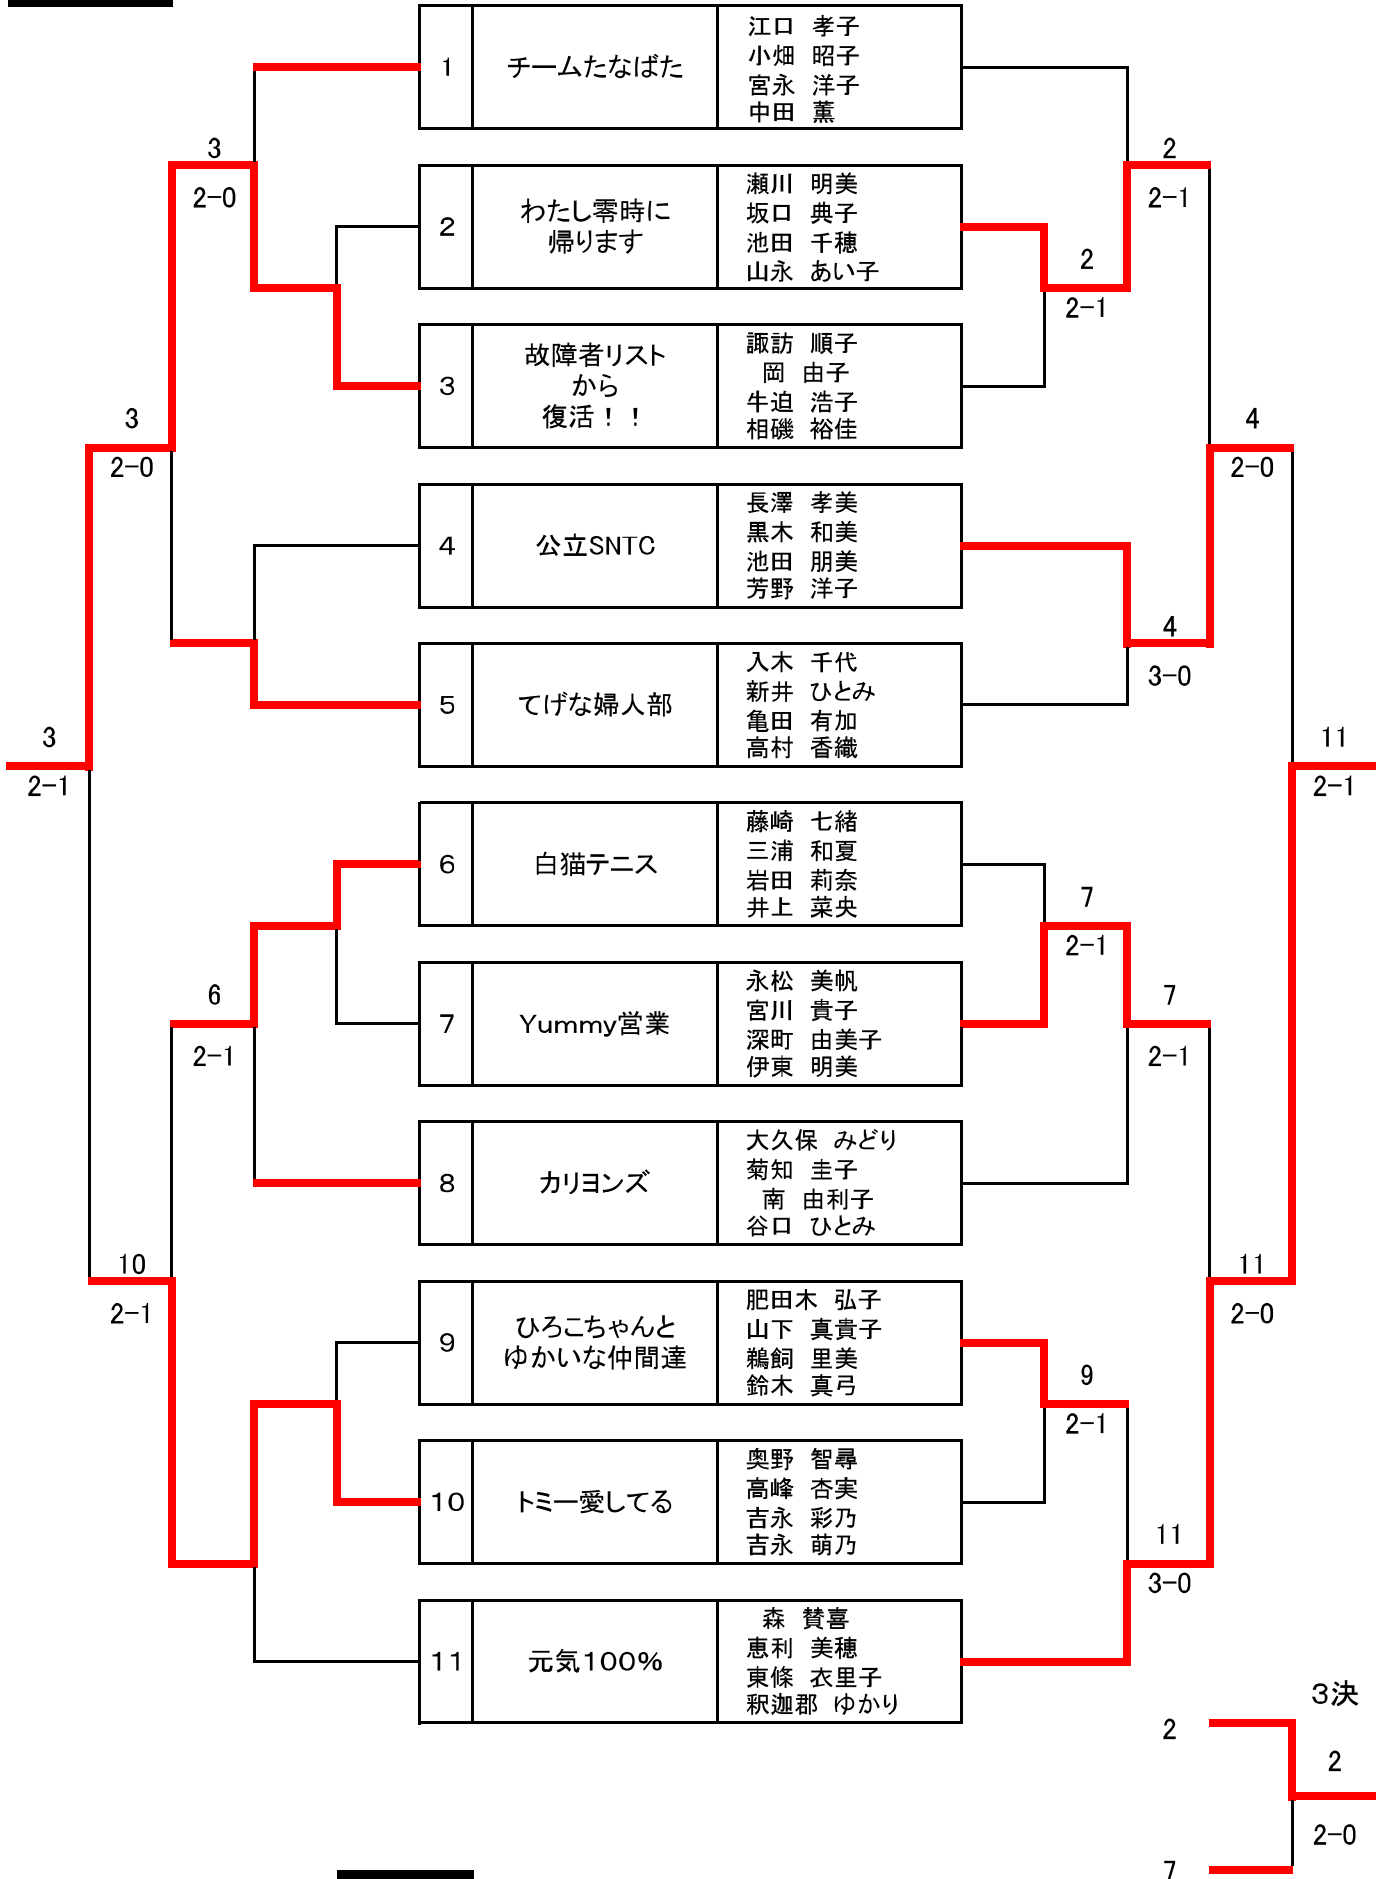 1
チームたなばた
江口 孝子
小畑 昭子
宮永 洋子
中田 薫
3
2-0
2
2-1
2
わたし零時に
帰ります
瀬川 明美
坂口 典子
池田 千穂
山永 あい子
2
2-1
3
故障者リスト
から
復活！！
諏訪 順子
岡 由子
牛迫 浩子
相磯 裕佳
3
2-0
4
2-0
4
公立SNTC
長澤 孝美
黒木 和美
池田 朋美
芳野 洋子
4
3-0
5
てげな婦人部
入木 千代
新井 ひとみ
亀田 有加
高村 香織
3
2-1
11
2-1
6
白猫テニス
藤崎 七緒
三浦 和夏
岩田 莉奈
井上 菜央
7
2-1
6
2-1
7
2-1
7
Yummy営業
永松 美帆
宮川 貴子
深町 由美子
伊東 明美
8
カリヨンズ
大久保 みどり
菊知 圭子
南 由利子
谷口 ひとみ
10
2-1
11
2-0
9
ひろこちゃんと
ゆかいな仲間達
肥田木 弘子
山下 真貴子
鵜飼 里美
鈴木 真弓
9
2-1
10
トミー愛してる
奥野 智尋
高峰 杏実
吉永 彩乃
吉永 萌乃
11
3-0
11
元気100%
森 賛喜
恵利 美穂
東條 衣里子
釈迦郡 ゆかり
3決
2
2
2-0
7